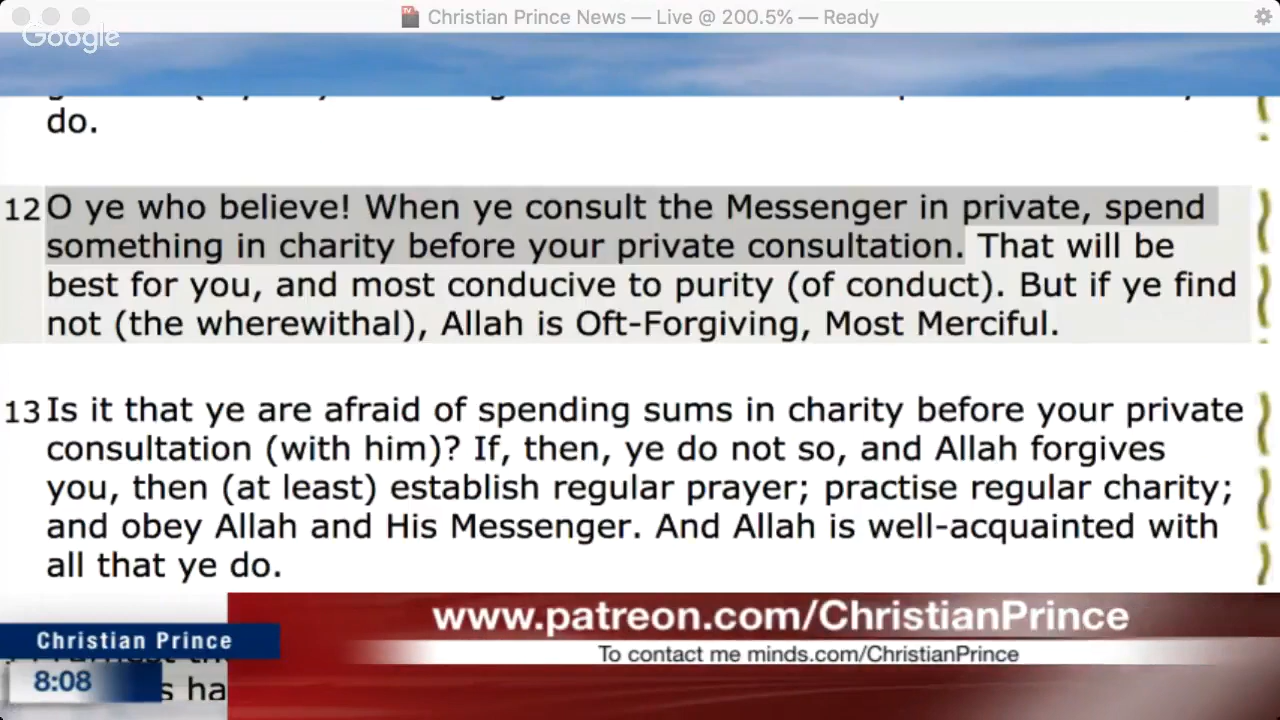 Christian Prince News — Live @ 200.5% — Ready
Google
do.
12 O ye who believe! When ye consult the Messenger in private, spend
something in charity before your private consultation. That will be
best for you, and most conducive to purity (of conduct). But if ye find
not (the wherewithal), Allah is Oft-Forgiving, Most Merciful.
13 Is it that ye are afraid of spending sums in charity before your private
consultation (with him)? If, then, ye do not so, and Allah forgives
you, then (at least) establish regular prayer; practise regular charity;
and obey Allah and His Messenger. And Allah is well-acquainted with
all that ye do.
www.patreon.com/ChristianPrince
Christian Prince
To contact me minds.com/ChristianPrince
8:08
s ha